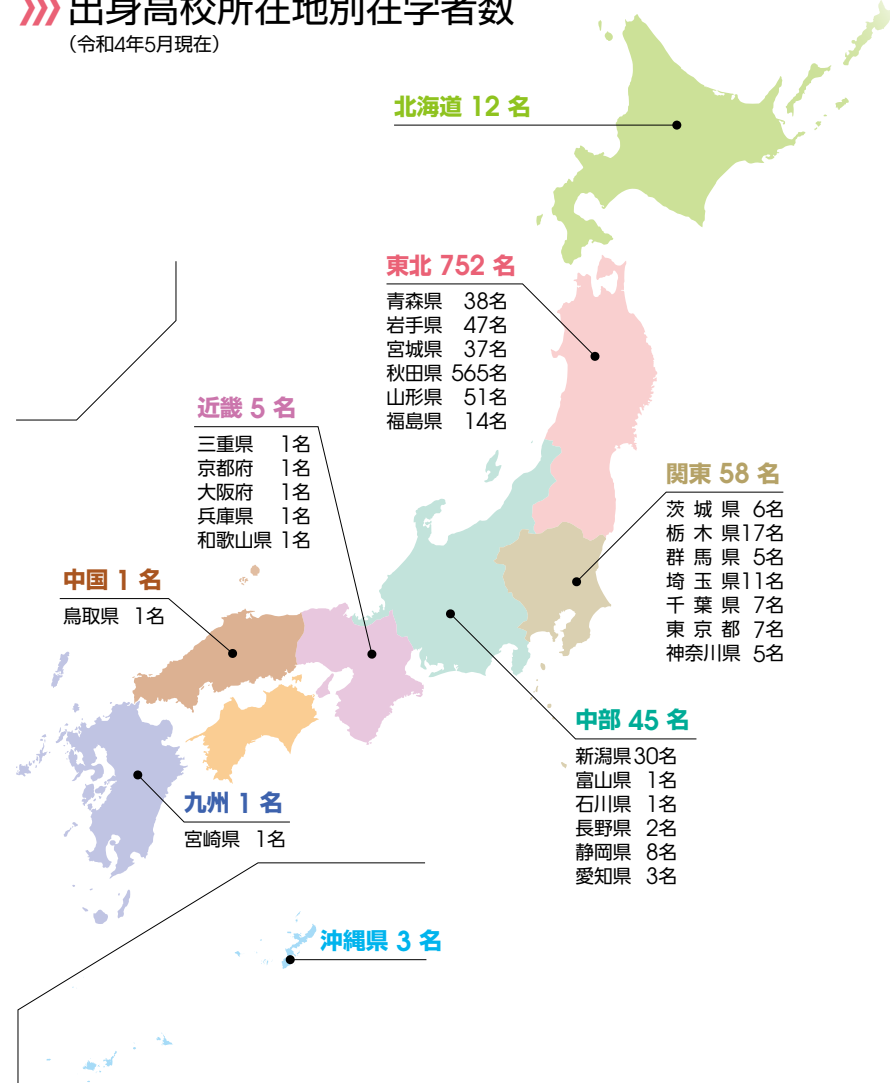 出身高校所在地別在学者数
（令和4年5月現在）
北海道 12 名
東北 752 名
青森県 38名
岩手県 47名
宮城県 37名
秋田県 565名
山形県 51名
福島県 14名
近畿 5 名
三重県 1名
京都府 1名
大阪府 1名
兵庫県 1名
和歌山県 1名
関東 58 名
茨城県 6名
栃木県17名
群馬県 5名
埼玉県11名
千葉県 7名
東京都 7名
神奈川県 5名
中国 1 名
鳥取県 1名
中部 45 名
新潟県30名
富山県 1名
石川県 1名
長野県 2名
静岡県 8名
愛知県 3名
九州 1 名
宮崎県 1名
沖縄県 3 名